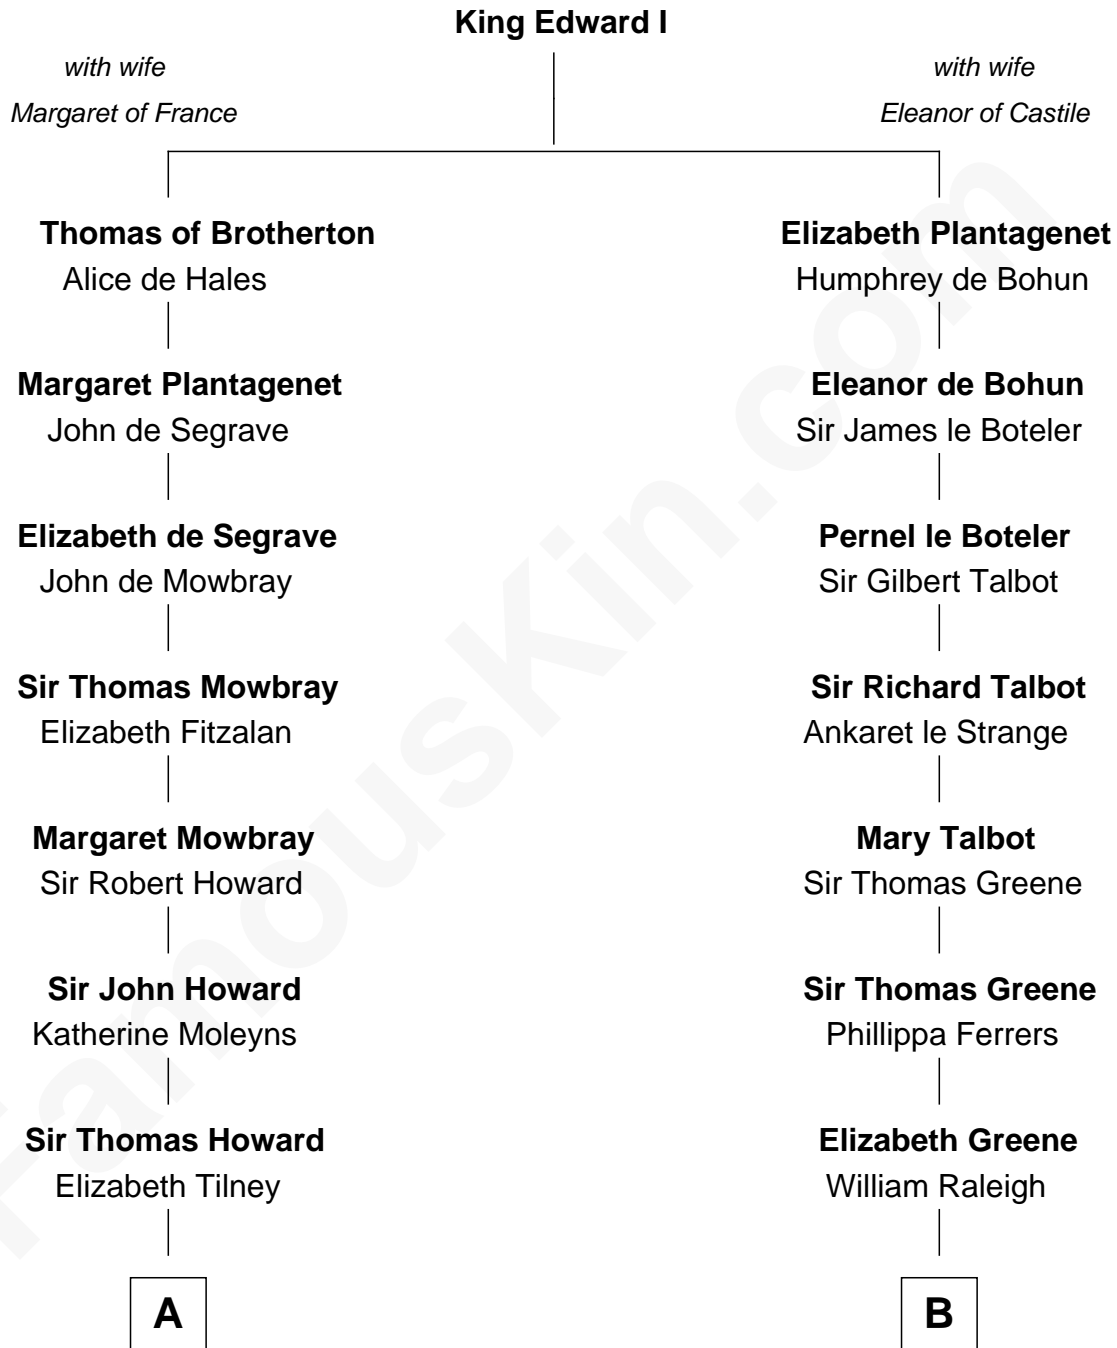 King Edward I
with wife
Margaret of France
with wife
Eleanor of Castile
Thomas of Brotherton
Alice de Hales
Elizabeth Plantagenet
Humphrey de Bohun
Margaret Plantagenet
John de Segrave
Eleanor de Bohun
Sir James le Boteler
Elizabeth de Segrave
John de Mowbray
Pernel le Boteler
Sir Gilbert Talbot
Sir Thomas Mowbray
Elizabeth Fitzalan
Sir Richard Talbot
Ankaret le Strange
Margaret Mowbray
Sir Robert Howard
Mary Talbot
Sir Thomas Greene
Sir John Howard
Katherine Moleyns
Sir Thomas Greene
Phillippa Ferrers
Sir Thomas Howard
Elizabeth Tilney
Elizabeth Greene
William Raleigh
A
B
FamousKin.com